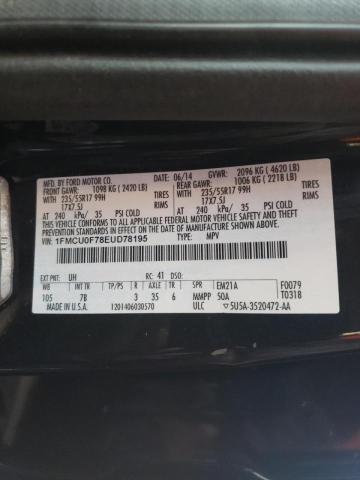 MFD. BY FORD MOTOR CO. 06/14 GVWR: 2096 KG (4620 LB)
FRONT GAWR: 1098 KG (2420 LB) REAR GAWR: 1006 KG (2218 LB)
WITH WITH
235/55R17 99H TIRES 235/55R17 99H TIRES
17X7.5J RIMS 17X7.5J RIMS
AT 240 kPa/ 35 PSI COLD AT 240 kPa/ 35 PSI COLD
THIS VEHICLE CONFORMS TO ALL APPLICABLE FEDERAL MOTOR VEHICLE
SAFETY, BUMPER, AND THEFT PREVENTION STANDARDS IN EFFECT ON THE DATE OF
MANUFACTURE SHOWN ABOVE.
VIN: 1FMCU0F78EUD78195 TYPE: MPV
UH RC: 41 DSO:
WB INT TR TP/PS R AXLE TR EM21A F0079
105 7B 3 35 6 MMPP 50A T0318
MADE IN U.S.A. 1201406030570 ULC 5U5A-3520472-AA